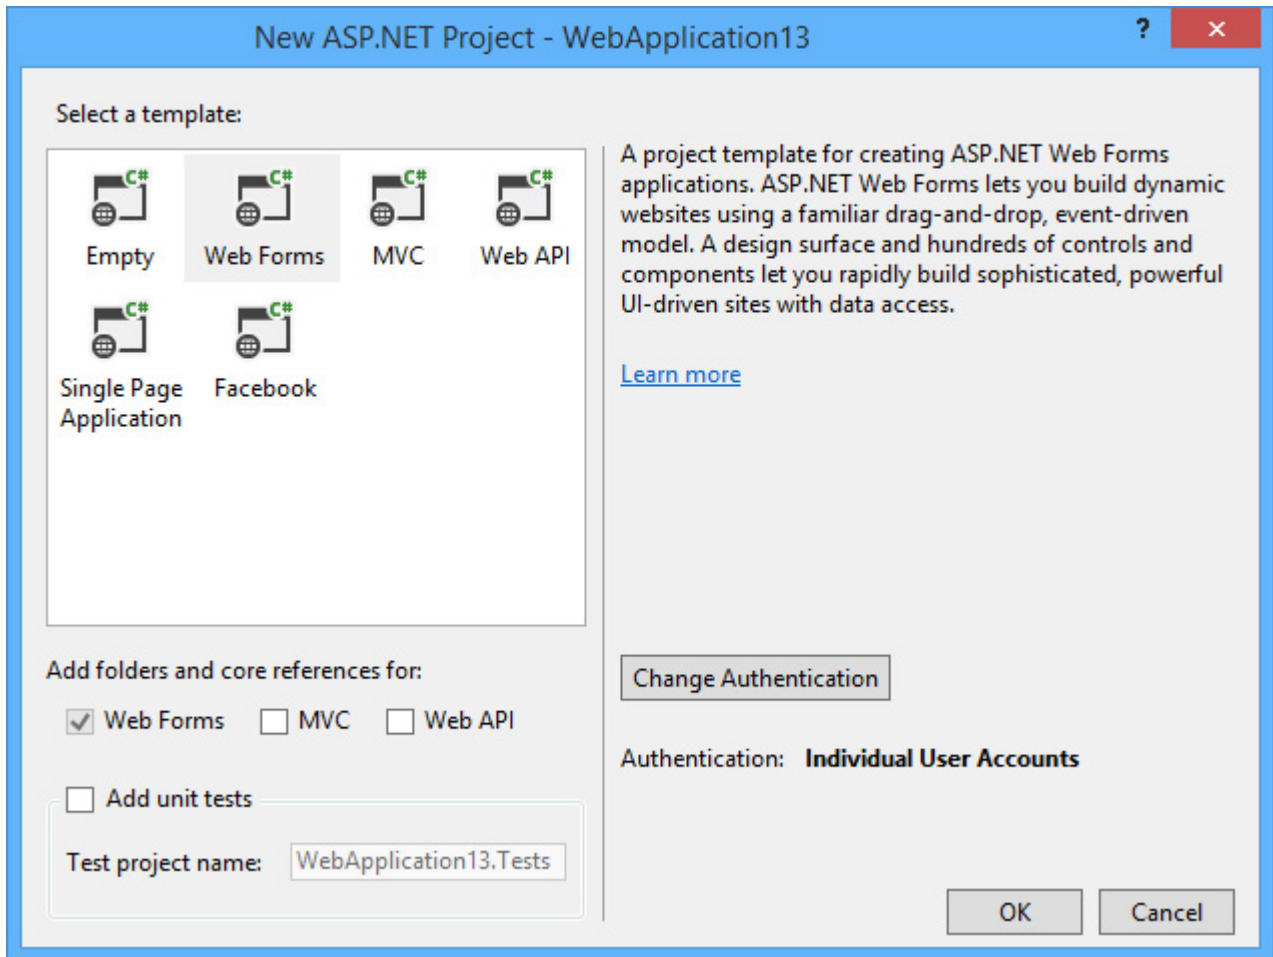 New ASP.NET Project - WebApplication13
?
Select a template:
C# C# C# C#
Empty Web Forms MVC Web API
C# C#
Single Page Facebook
Application
A project template for creating ASP.NET Web Forms
applications. ASP.NET Web Forms lets you build dynamic
websites using a familiar drag-and-drop, event-driven
model. A design surface and hundreds of controls and
components let you rapidly build sophisticated, powerful
UI-driven sites with data access.
Learn more
Add folders and core references for:
Web Forms MVC Web API
Add unit tests
Test project name: WebApplication13.Tests
Change Authentication
Authentication: Individual User Accounts
OK Cancel